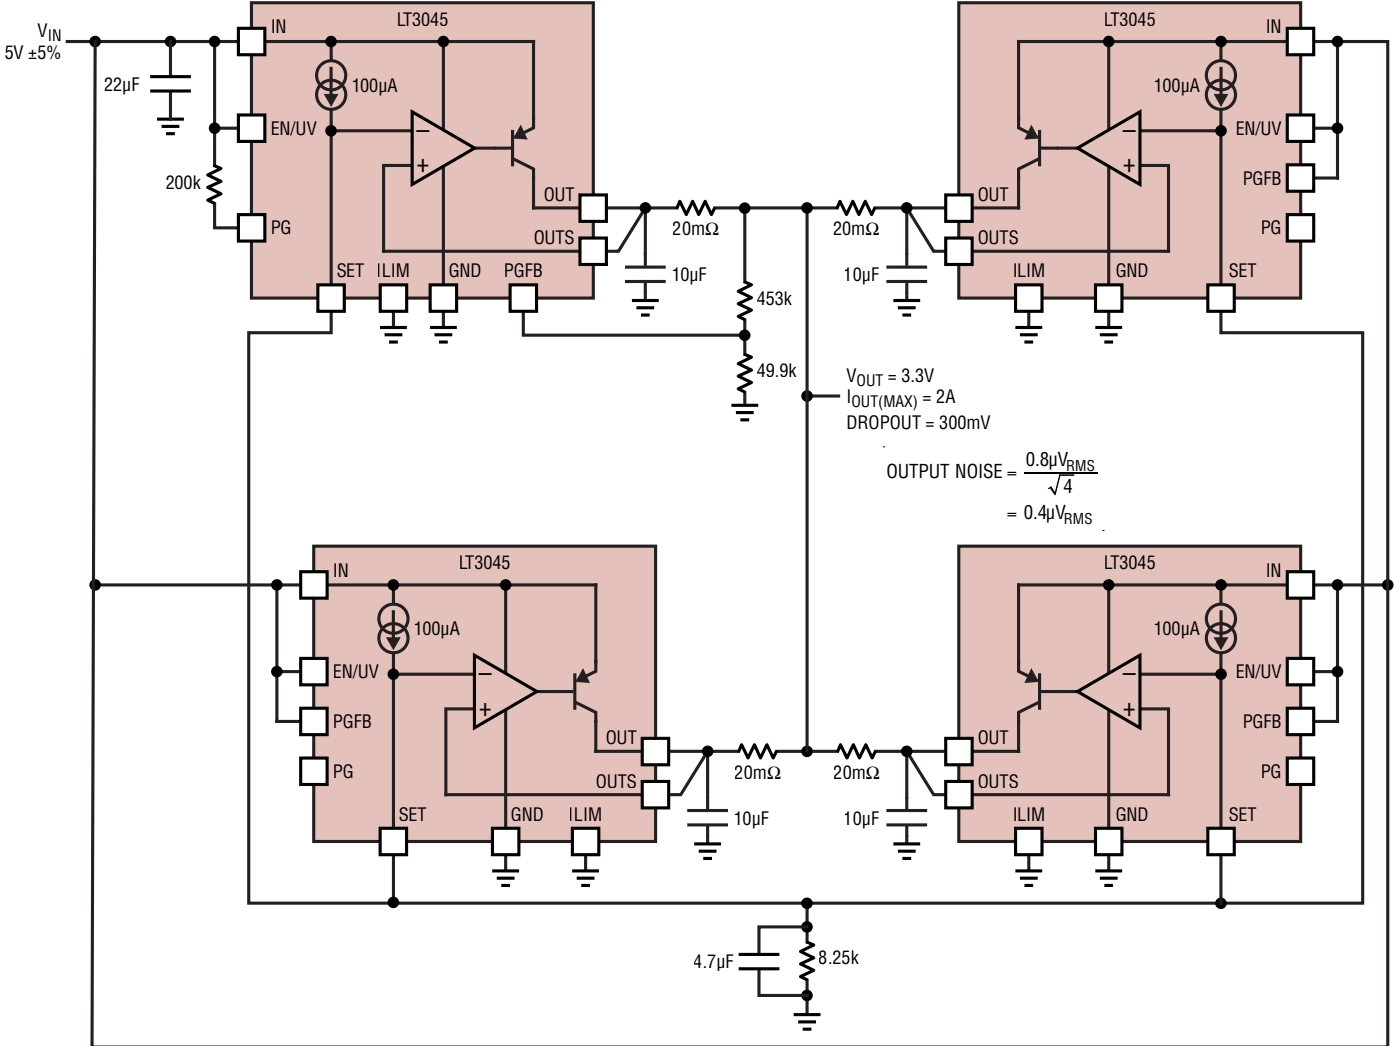 VIN
5V ±5%
22µF
200k
LT3045
IN
100µA
EN/UV
PG
−
+
OUT
OUTS
SET
ILIM
GND
PGFB
20mΩ
10µF
453k
49.9k
LT3045
IN
100µA
EN/UV
PGFB
PG
−
+
OUT
OUTS
ILIM
GND
SET
20mΩ
10µF
VOUT = 3.3V
IOUT(MAX) = 2A
DROPOUT = 300mV
OUTPUT NOISE = 0.8µVRMS
√4
= 0.4µVRMS
LT3045
IN
100µA
EN/UV
PGFB
PG
−
+
OUT
OUTS
SET
GND
ILIM
20mΩ
10µF
LT3045
IN
100µA
EN/UV
PGFB
PG
−
+
OUT
OUTS
ILIM
GND
SET
20mΩ
10µF
4.7µF
8.25k